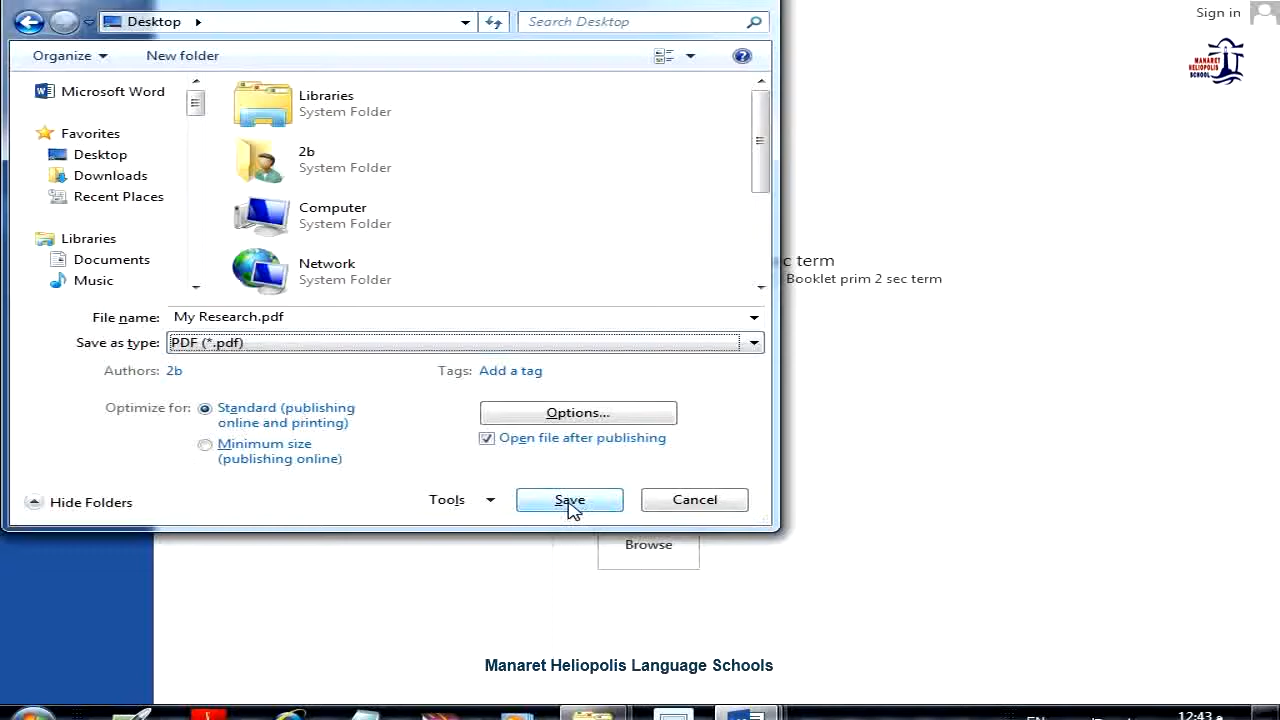 Desktop
Search Desktop
Sign in
MANARET
HELIOPOLIS
SCHOOL
Organize
New folder
Microsoft Word
Favorites
Desktop
Downloads
Recent Places
Libraries
Documents
Music
Libraries
System Folder
2b
System Folder
Computer
System Folder
Network
System Folder
c term
Booklet prim 2 sec term
File name: My Research.pdf
Save as type: PDF (*.pdf)
Authors: 2b
Tags: Add a tag
Optimize for:
Standard (publishing
online and printing)
Minimum size
(publishing online)
Options...
Open file after publishing
Hide Folders
Tools
Save
Cancel
Browse
Manaret Heliopolis Language Schools
EN
12:43